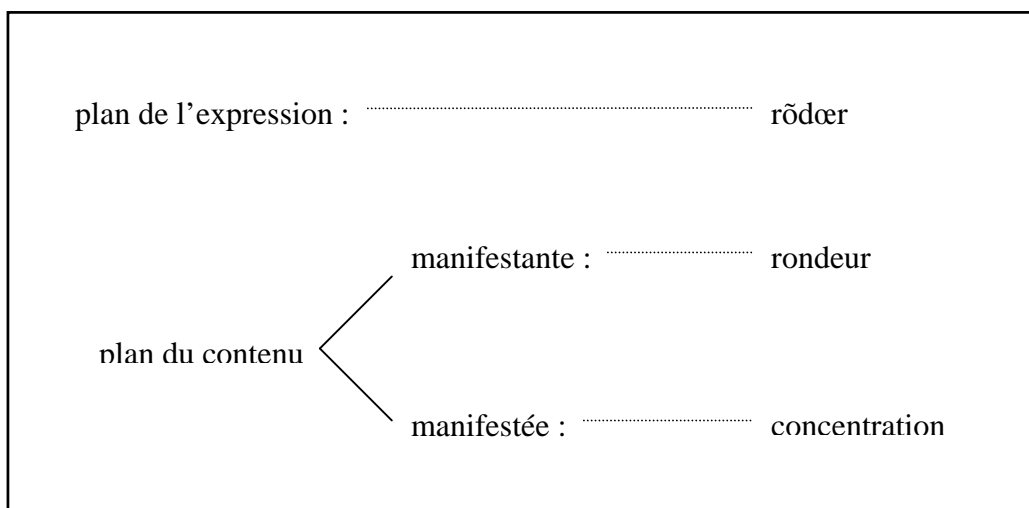 plan de l’expression : rõdœr
manifestante : rondeur
plan du contenu
manifestée : concentration